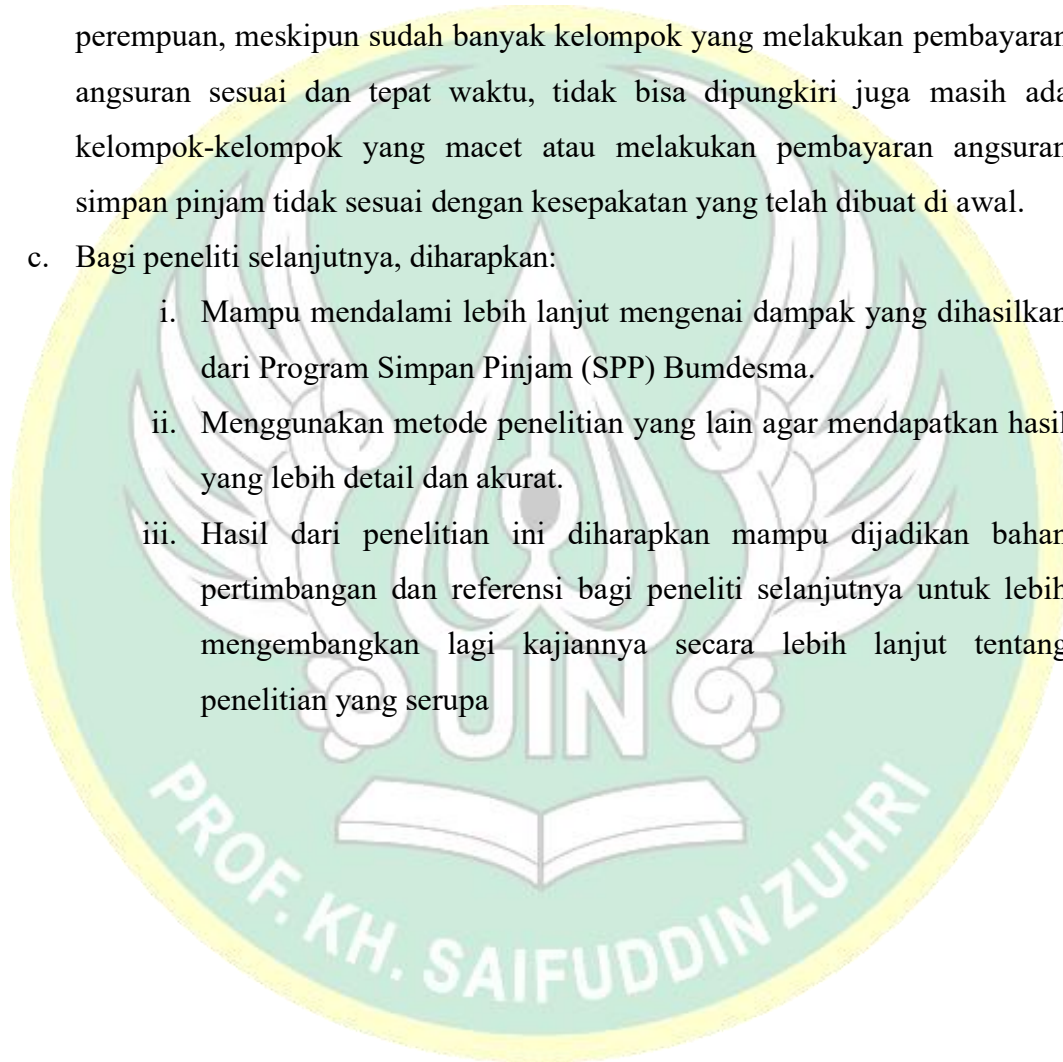 perempuan, meskipun sudah banyak kelompok yang melakukan pembayaran
angsuran sesuai dan tepat waktu, tidak bisa dipungkiri juga masih ada
kelompok-kelompok yang macet atau melakukan pembayaran angsuran
simpan pinjam tidak sesuai dengan kesepakatan yang telah dibuat di awal.
c. Bagi peneliti selanjutnya, diharapkan:
i. Mampu mendalami lebih lanjut mengenai dampak yang dihasilkan
dari Program Simpan Pinjam (SPP) Bumdesma.
ii. Menggunakan metode penelitian yang lain agar mendapatkan hasil
yang lebih detail dan akurat.
iii. Hasil dari penelitian ini diharapkan mampu dijadikan bahan
pertimbangan dan referensi bagi peneliti selanjutnya untuk lebih
mengembangkan lagi kajiannya secara lebih lanjut tentang
penelitian yang serupa
UIN
PROF. KH. SAIFUDDIN ZUHRI